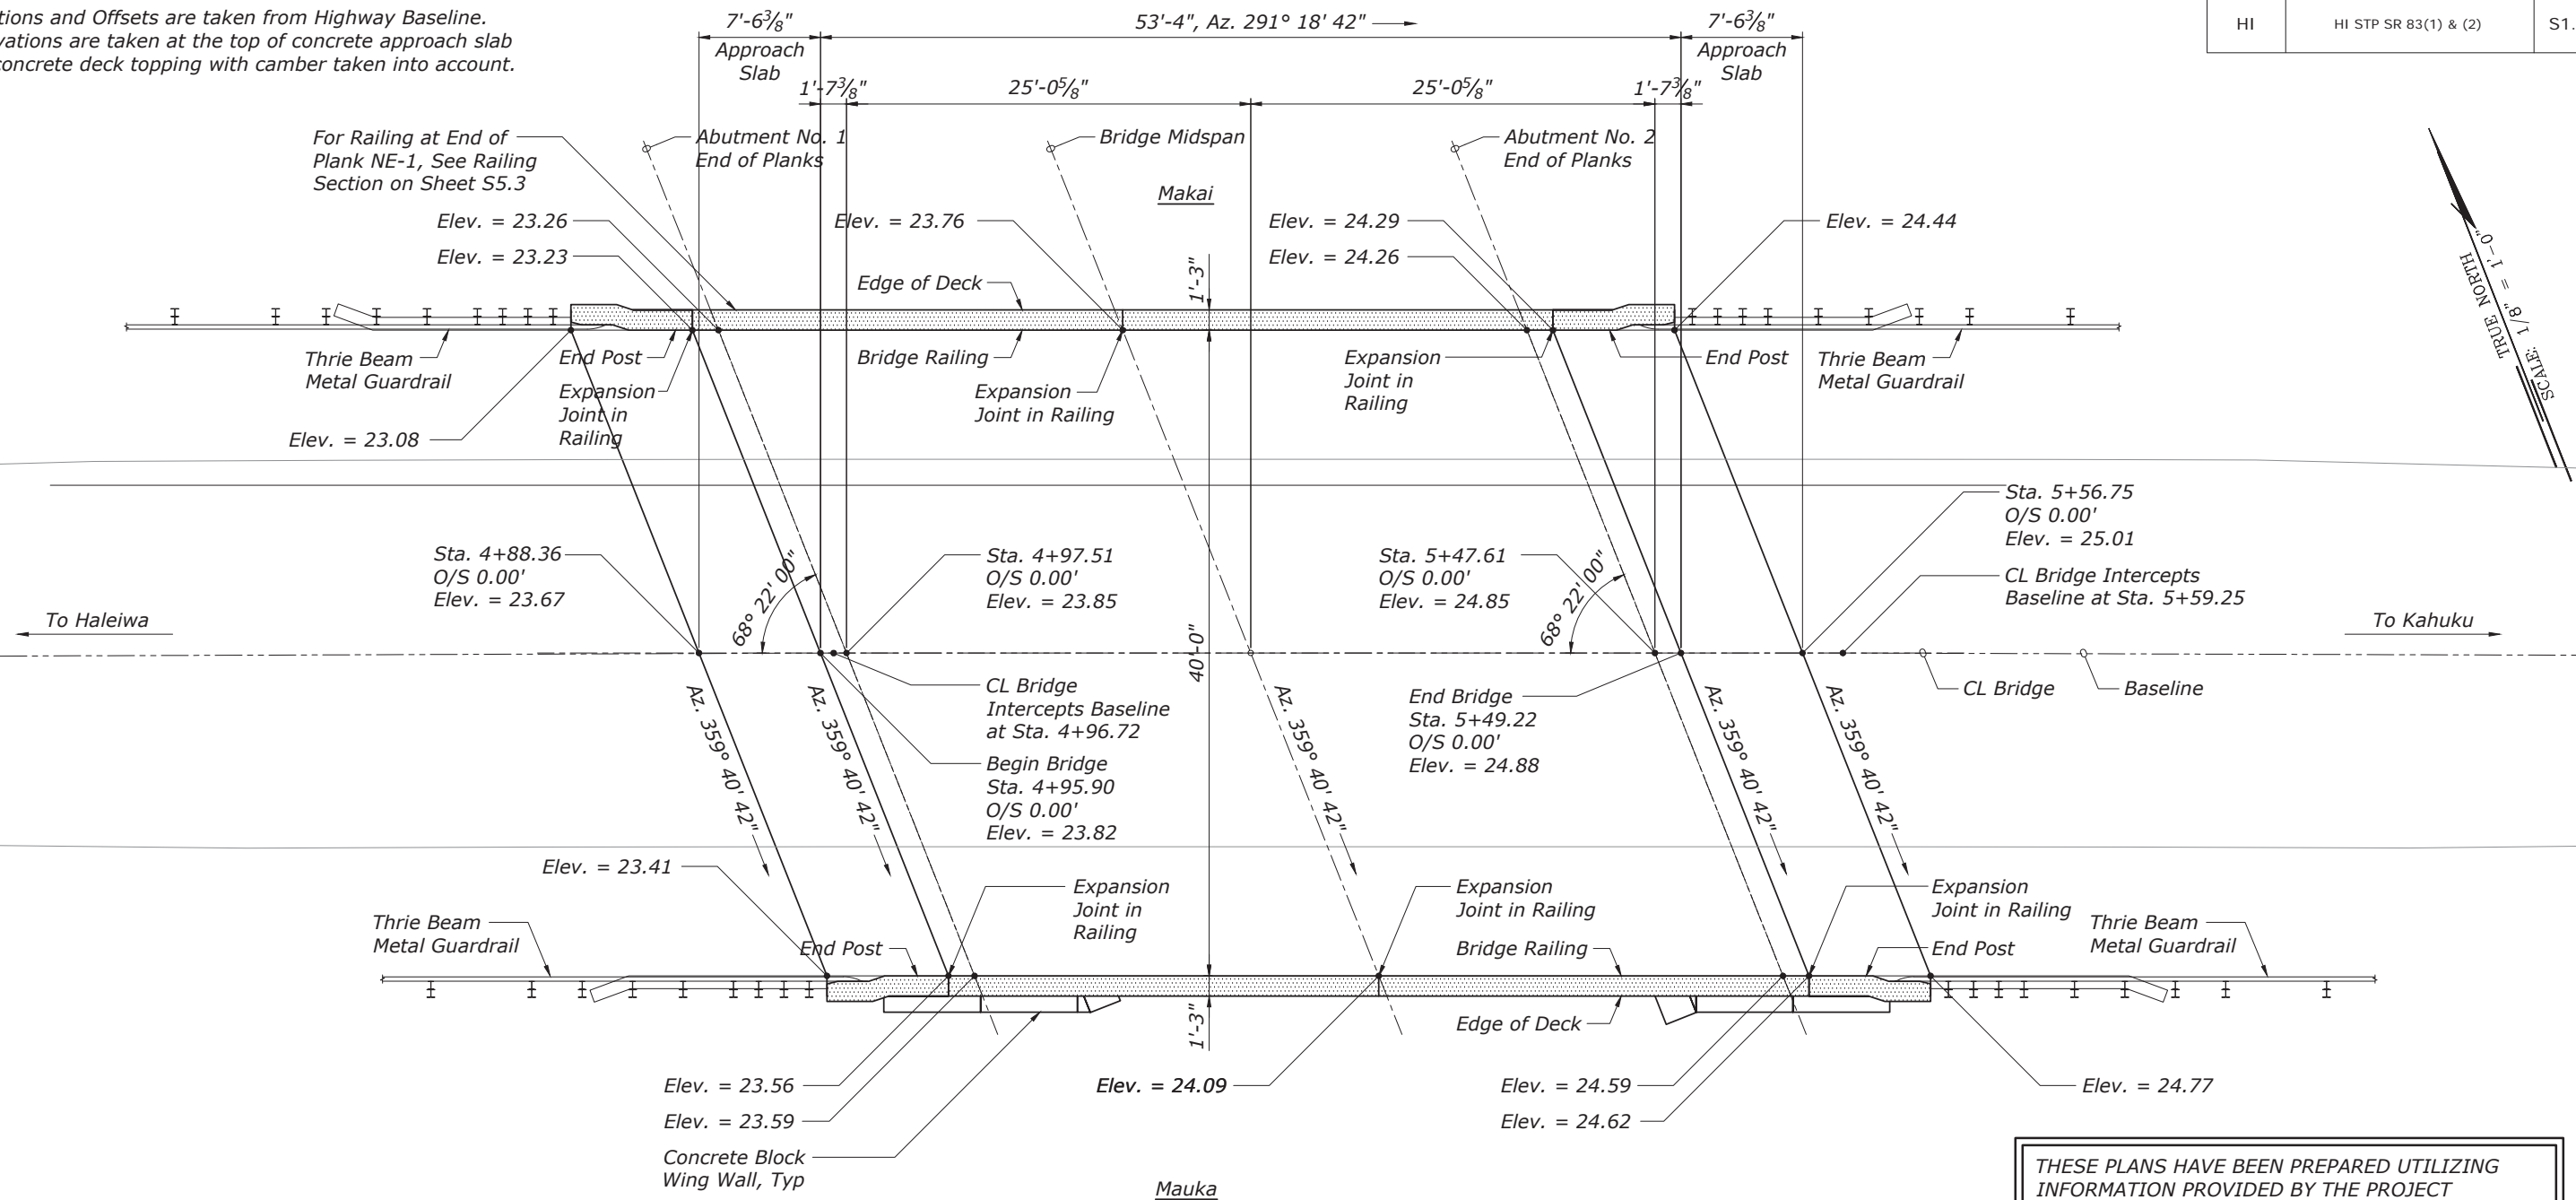 tions and Offsets are taken from Highway Baseline.
vations are taken at the top of concrete approach slab
concrete deck topping with camber taken into account.
7'-6 3/8"
Approach
Slab
53'-4", Az. 291° 18' 42"
7'-6 3/8"
Approach
Slab
HI
HI STP SR 83(1) & (2)
S1.
1'-7 3/8"
25'-0 5/8"
25'-0 5/8"
1'-7 3/8"
For Railing at End of
Plank NE-1, See Railing
Section on Sheet S5.3
Abutment No. 1
End of Planks
Bridge Midspan
Abutment No. 2
End of Planks
Makai
Elev. = 23.26
Elev. = 23.76
Elev. = 24.29
Elev. = 24.44
Elev. = 23.23
Elev. = 24.26
Edge of Deck
1'-3"
TRUE NORTH
SCALE: 1/8" = 1'-0"
Thrie Beam
Metal Guardrail
End Post
Bridge Railing
Expansion
Joint in
Railing
End Post
Thrie Beam
Metal Guardrail
Expansion
Joint in
Railing
Expansion
Joint in Railing
Elev. = 23.08
Sta. 5+56.75
O/S 0.00'
Elev. = 25.01
Sta. 4+88.36
O/S 0.00'
Elev. = 23.67
68° 22' 00"
Sta. 4+97.51
O/S 0.00'
Elev. = 23.85
Sta. 5+47.61
O/S 0.00'
Elev. = 24.85
68° 22' 00"
CL Bridge Intercepts
Baseline at Sta. 5+59.25
To Haleiwa
To Kahuku
40'-0"
CL Bridge
Intercepts Baseline
at Sta. 4+96.72
End Bridge
Sta. 5+49.22
O/S 0.00'
Elev. = 24.88
CL Bridge
Baseline
Az. 359° 40' 42"
Az. 359° 40' 42"
Az. 359° 40' 42"
Az. 359° 40' 42"
Az. 359° 40' 42"
Begin Bridge
Sta. 4+95.90
O/S 0.00'
Elev. = 23.82
Elev. = 23.41
Expansion
Joint in
Railing
Expansion
Joint in Railing
Expansion
Joint in Railing
Thrie Beam
Metal Guardrail
End Post
Bridge Railing
End Post
Thrie Beam
Metal Guardrail
1'-3"
Edge of Deck
Elev. = 23.56
Elev. = 24.09
Elev. = 24.59
Elev. = 24.77
Elev. = 23.59
Elev. = 24.62
Concrete Block
Wing Wall, Typ
Mauka
THESE PLANS HAVE BEEN PREPARED UTILIZING
INFORMATION PROVIDED BY THE PROJECT